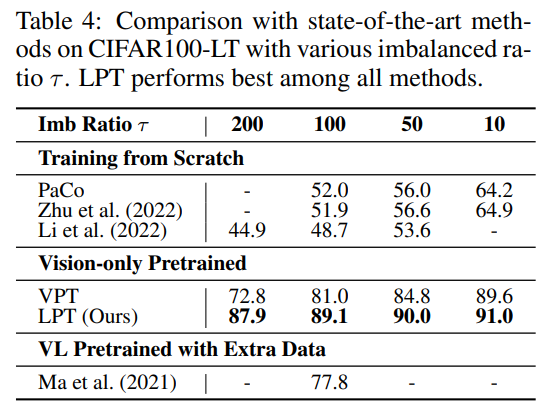 Table 4: Comparison with state-of-the-art meth-
ods on CIFAR100-LT with various imbalanced ra-
tio τ. LPT performs best among all methods.
Imb Ratio τ | 200 100 50 10
Training from Scratch
PaCo - 52.0 56.0 64.2
Zhu et al. (2022) - 51.9 56.6 64.9
Li et al. (2022) 44.9 48.7 53.6 -
Vision-only Pretrained
VPT 72.8 81.0 84.8 89.6
LPT (Ours) 87.9 89.1 90.0 91.0
VL Pretrained with Extra Data
Ma et al. (2021) | - 77.8 - -